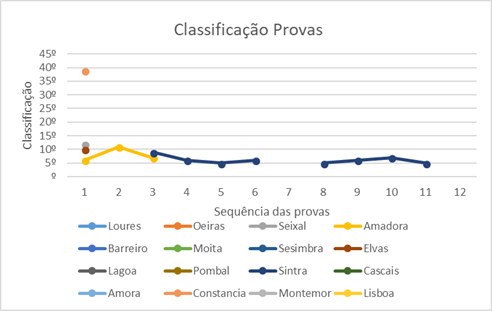 Classificação Provas
45º
40º
35º
30º
25º
20º
15º
10º
5º
º
Classificação
1 2 3 4 5 6 7 8 9 10 11 12
Sequência das provas
Loures Oeiras Seixal Amadora
Barreiro Moita Sesimbra Elvas
Lagoa Pombal Sintra Cascais
Amora Constancia Montemor Lisboa